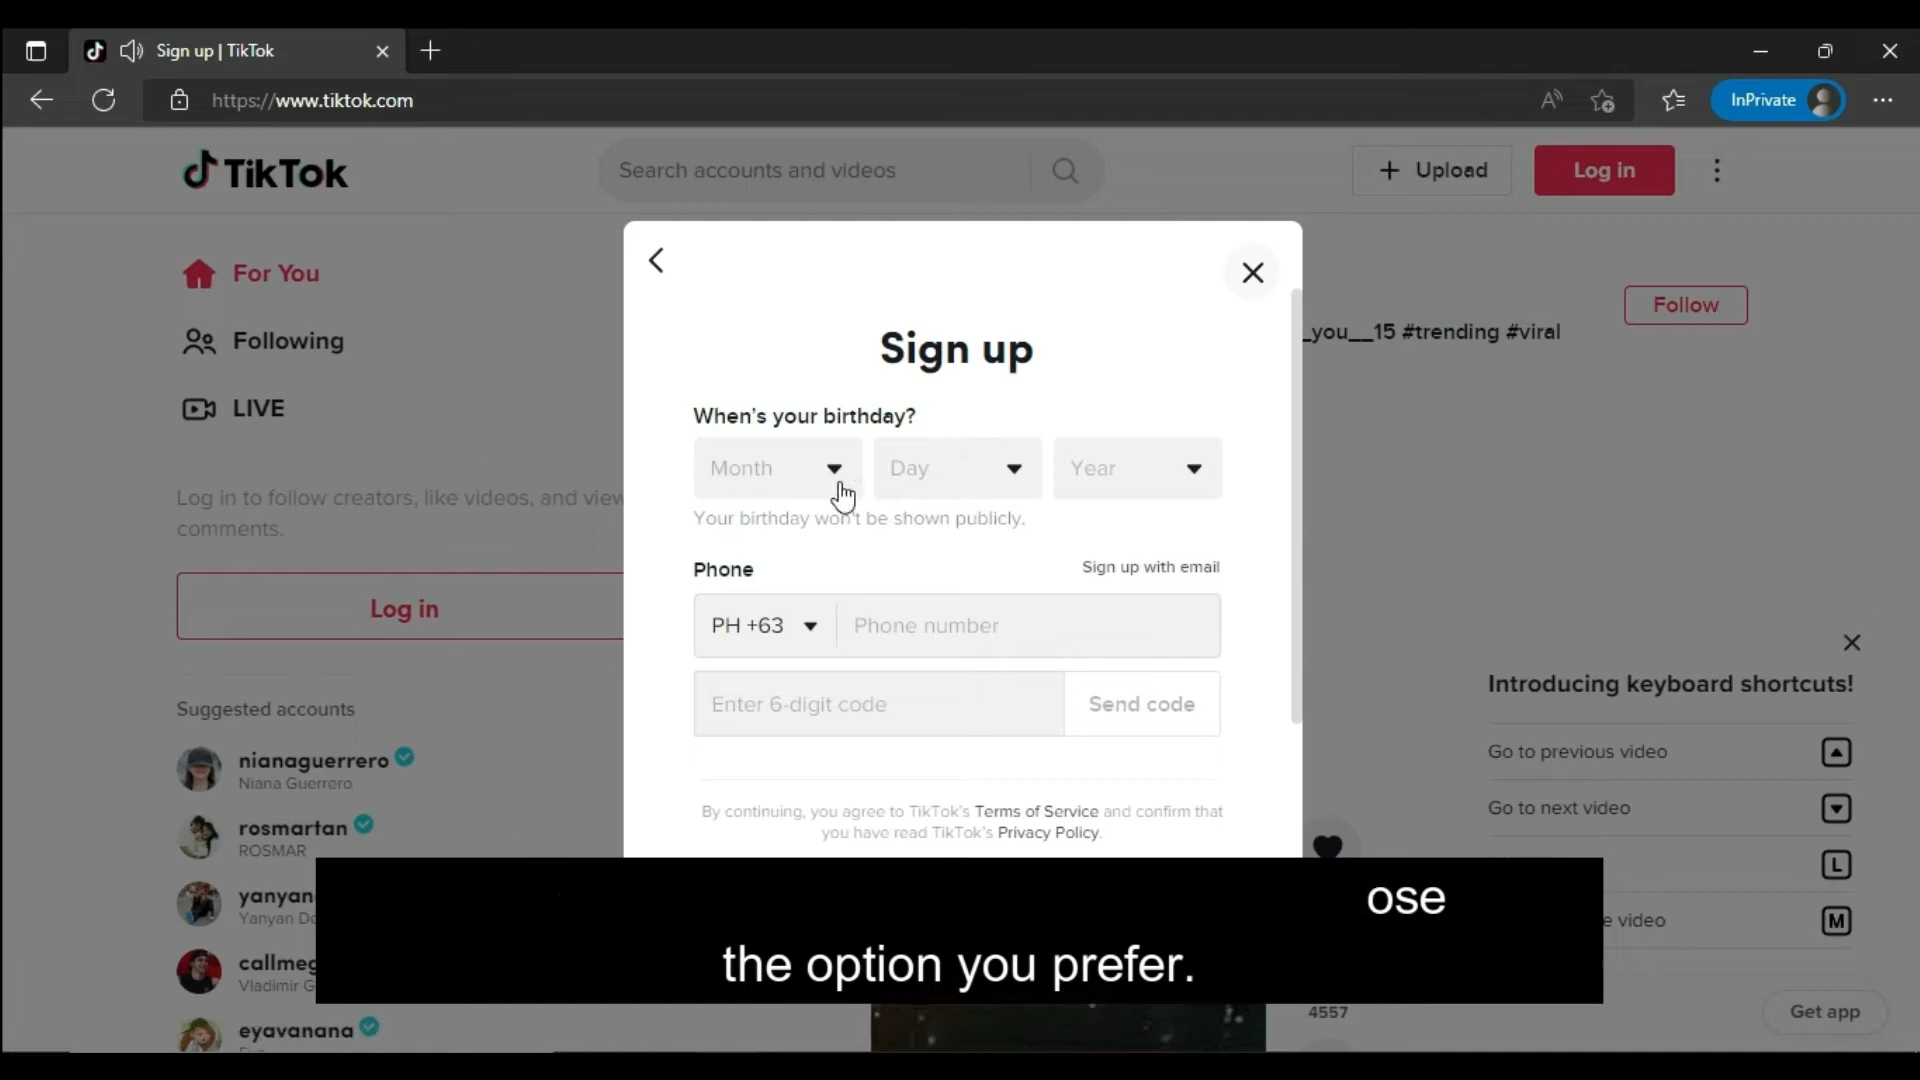 Sign up | TikTok
https://www.tiktok.com
InPrivate
TikTok
Search accounts and videos
Upload
Log in
For You
Following
LIVE
Log in to follow creators, like videos, and view
comments.
Log in
Suggested accounts
nianaguerrero
Niana Guerrero
rosmartan
ROSMAR
Yanyan
callme
Vladimir
eyavanana
Sign up
When's your birthday?
Month
Day
Year
Your birthday won't be shown publicly.
Phone
Sign up with email
PH +63
Phone number
Enter 6-digit code
Send code
By continuing, you agree to TikTok's Terms of Service and confirm that
you have read TikTok's Privacy Policy.
_you__15 #trending #viral
Follow
Introducing keyboard shortcuts!
Go to previous video
Go to next video
L
video
M
4557
Get app
ose
the option you prefer.